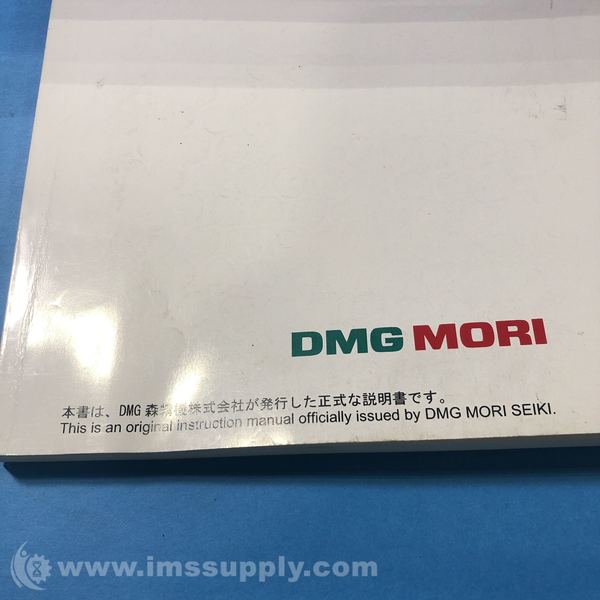 DMG MORI
本書は、DMG 森精機株式会社が発行した正式な説明書です。
This is an original instruction manual officially issued by DMG MORI SEIKI.
www.imssupply.com